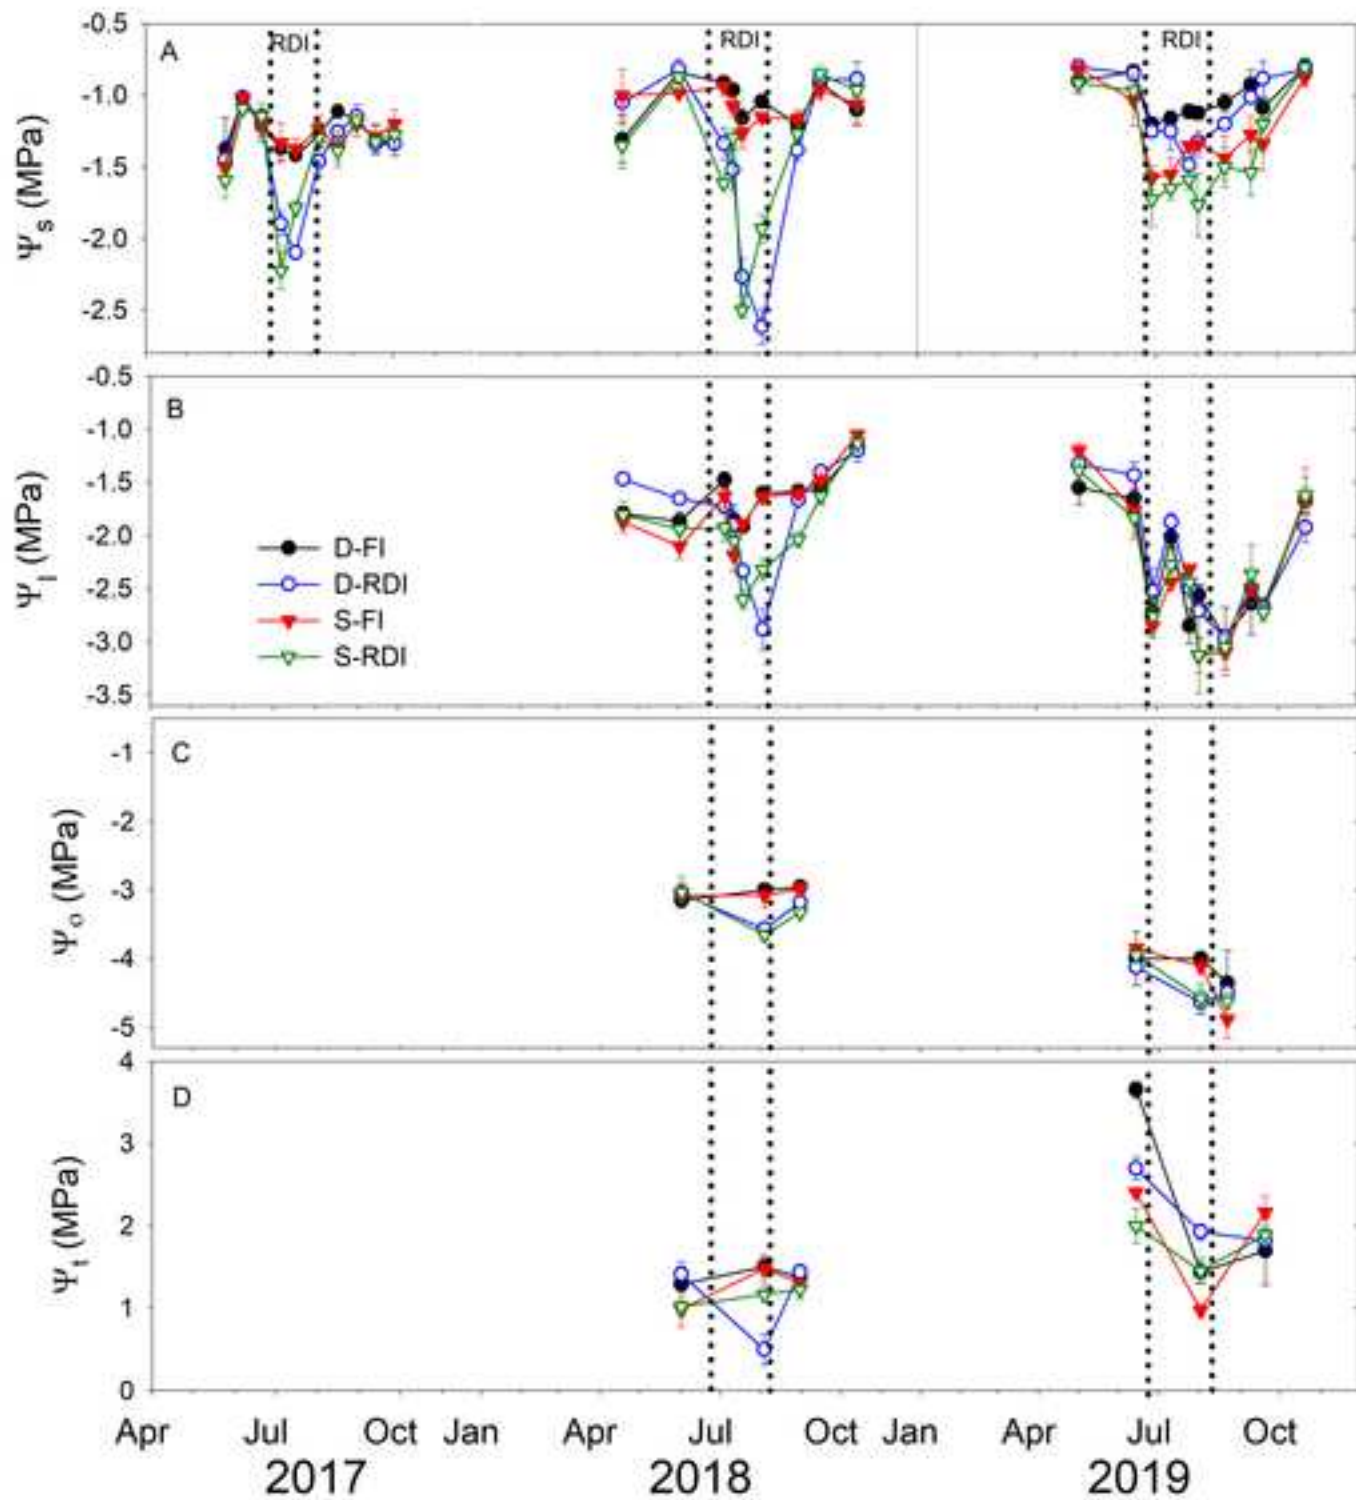 -0.5
A
RDI
RDI
RDI
-1.0
-1.5
-2.0
-2.5
Ψs (MPa)
-0.5
B
-1.0
-1.5
-2.0
-2.5
-3.0
-3.5
Ψl (MPa)
D-FI
D-RDI
S-FI
S-RDI
C
-1
-2
-3
-4
-5
Ψo (MPa)
4
D
3
2
1
0
Ψt (MPa)
Apr Jul Oct Jan Apr Jul Oct Jan Apr Jul Oct
2017 2018 2019